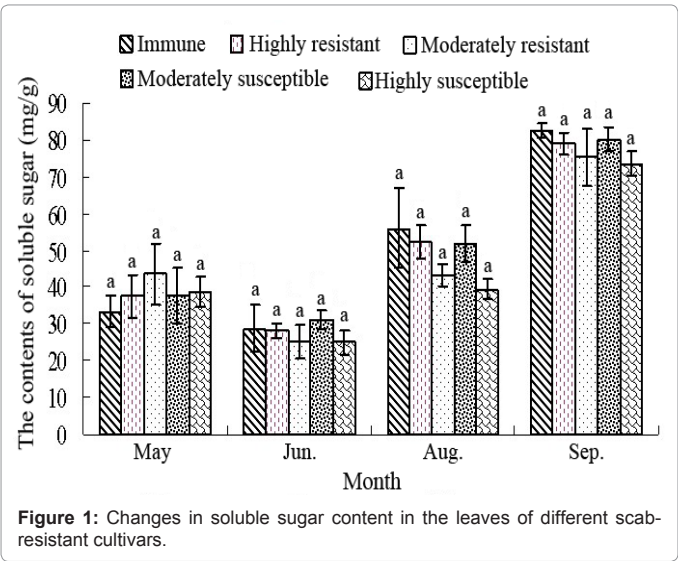 Immune Highly resistant Moderately resistant
Moderately susceptible Highly susceptible
The contents of soluble sugar (mg/g)
90
80
70
60
50
40
30
20
10
0
a a a a a
a a a a a
a a a a a
a a a a a
May Jun. Aug. Sep.
Month
Figure 1: Changes in soluble sugar content in the leaves of different scab-
resistant cultivars.